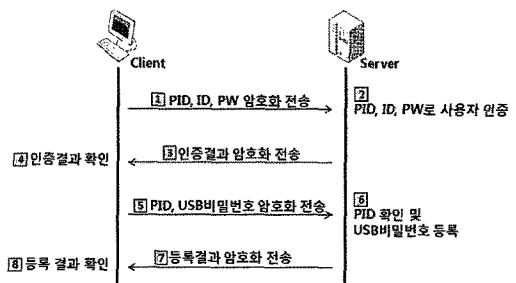 Client
Server
1 PID, ID, PW 암호화 전송
2
PID, ID, PW로 사용자 인증
3 인증결과 암호화 전송
4 인증결과 확인
5 PID, USB비밀번호 암호화 전송
6
PID 확인 및
USB비밀번호 등록
7 등록결과 암호화 전송
8 등록 결과 확인